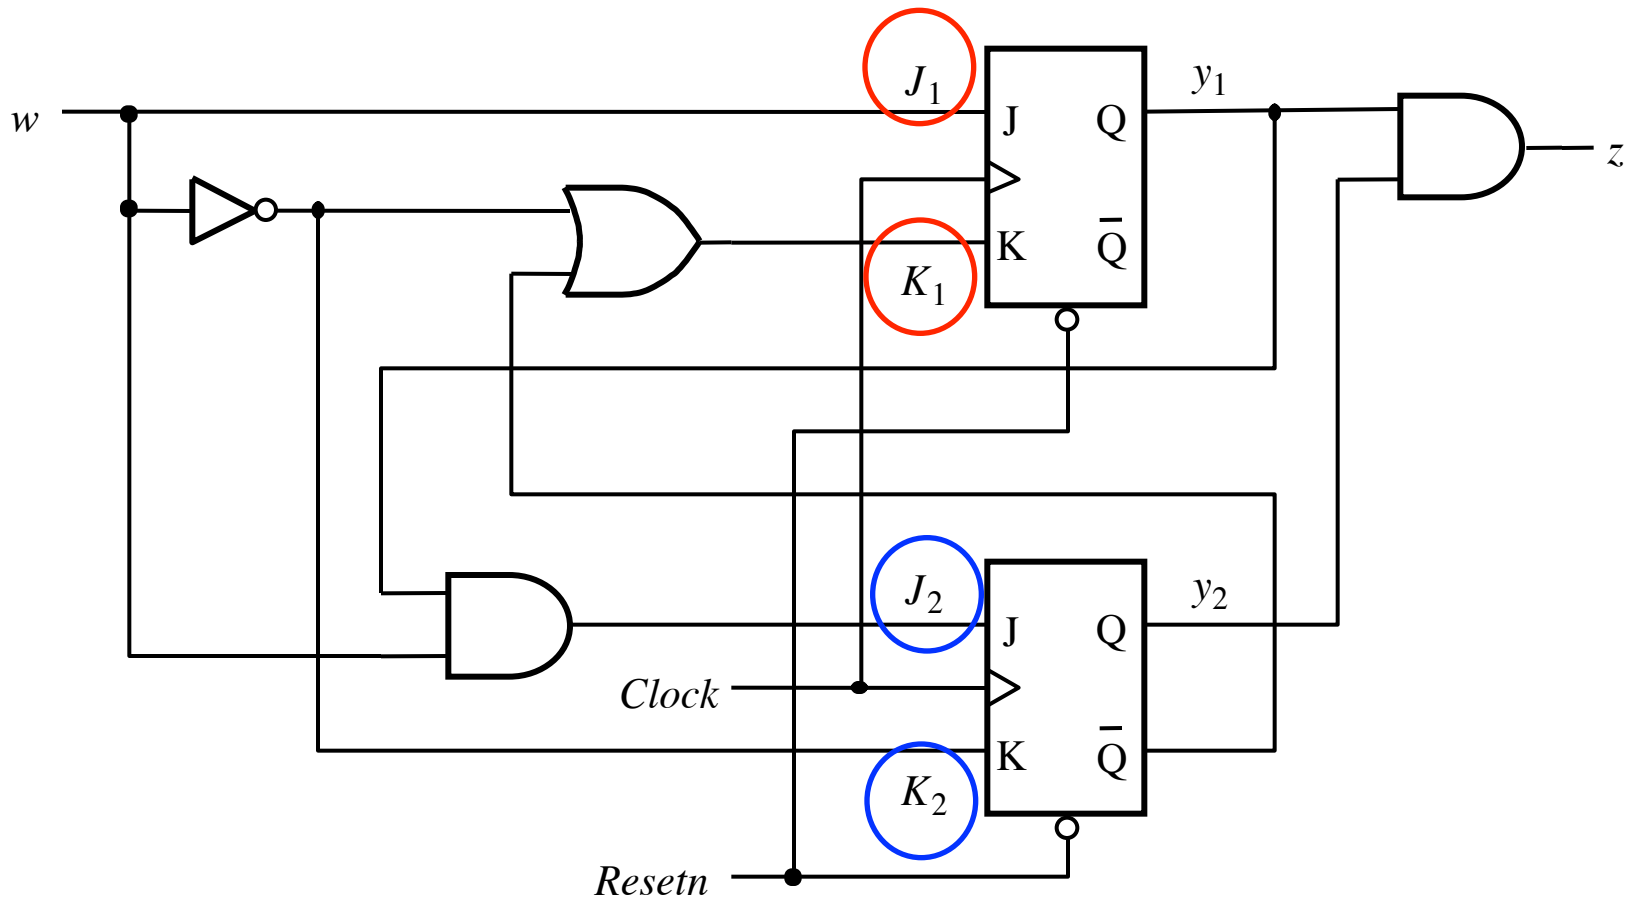 J₁
y₁
w
J Q
z
K Q̅
K₁
J₂
y₂
J Q
Clock
K Q̅
K₂
Resetn